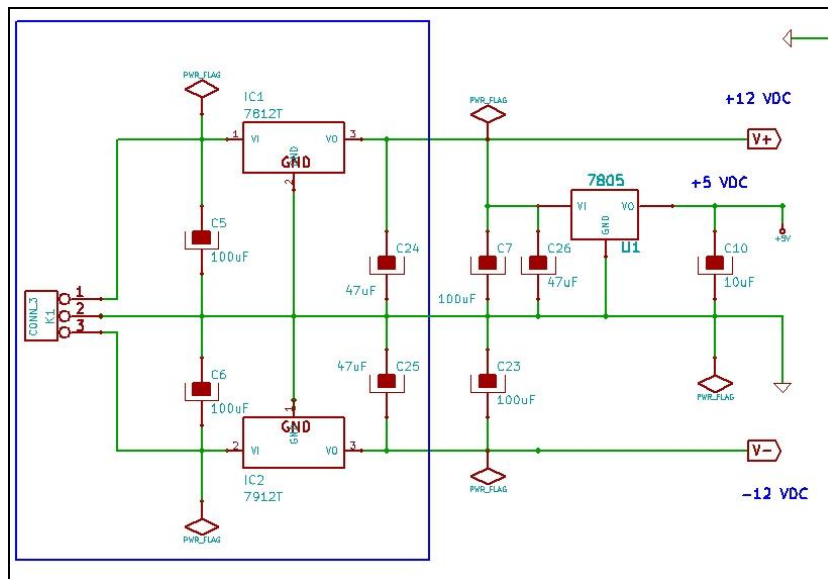 PWR_FLAG
IC1
7812T
PWR_FLAG
+12 VDC
1
VI
VO
3
GND
GND
2
V+
7805
+5 VDC
VI
VO
GND
U1
+5V
C5
100uF
C24
47uF
C7
100uF
C26
47uF
C10
10uF
CONN_3
K1
1
2
3
C6
100uF
47uF
C25
C23
100uF
PWR_FLAG
1
GND
GND
2
VI
VO
3
V-
IC2
7912T
PWR_FLAG
-12 VDC
PWR_FLAG